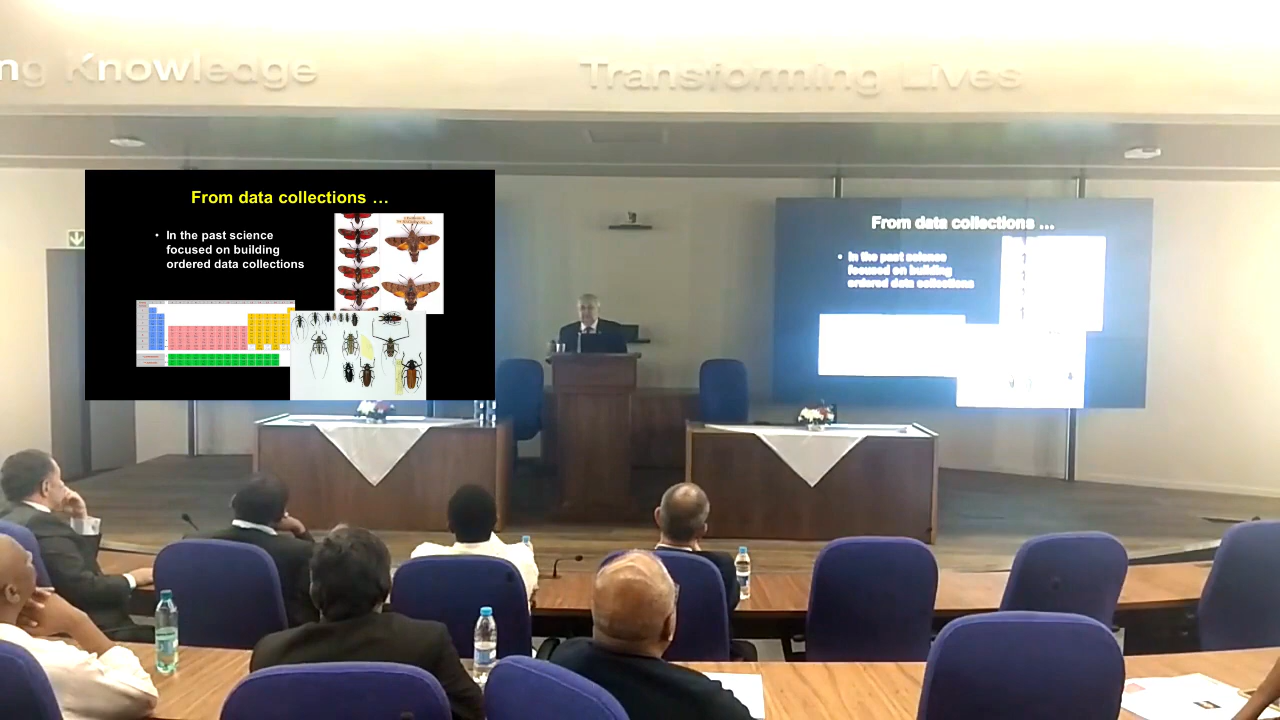 ng Knowledge
Transforming Lives
From data collections …
• In the past science
focused on building
ordered data collections
From data collections ...
• In the past science
focused on building
ordered data collections